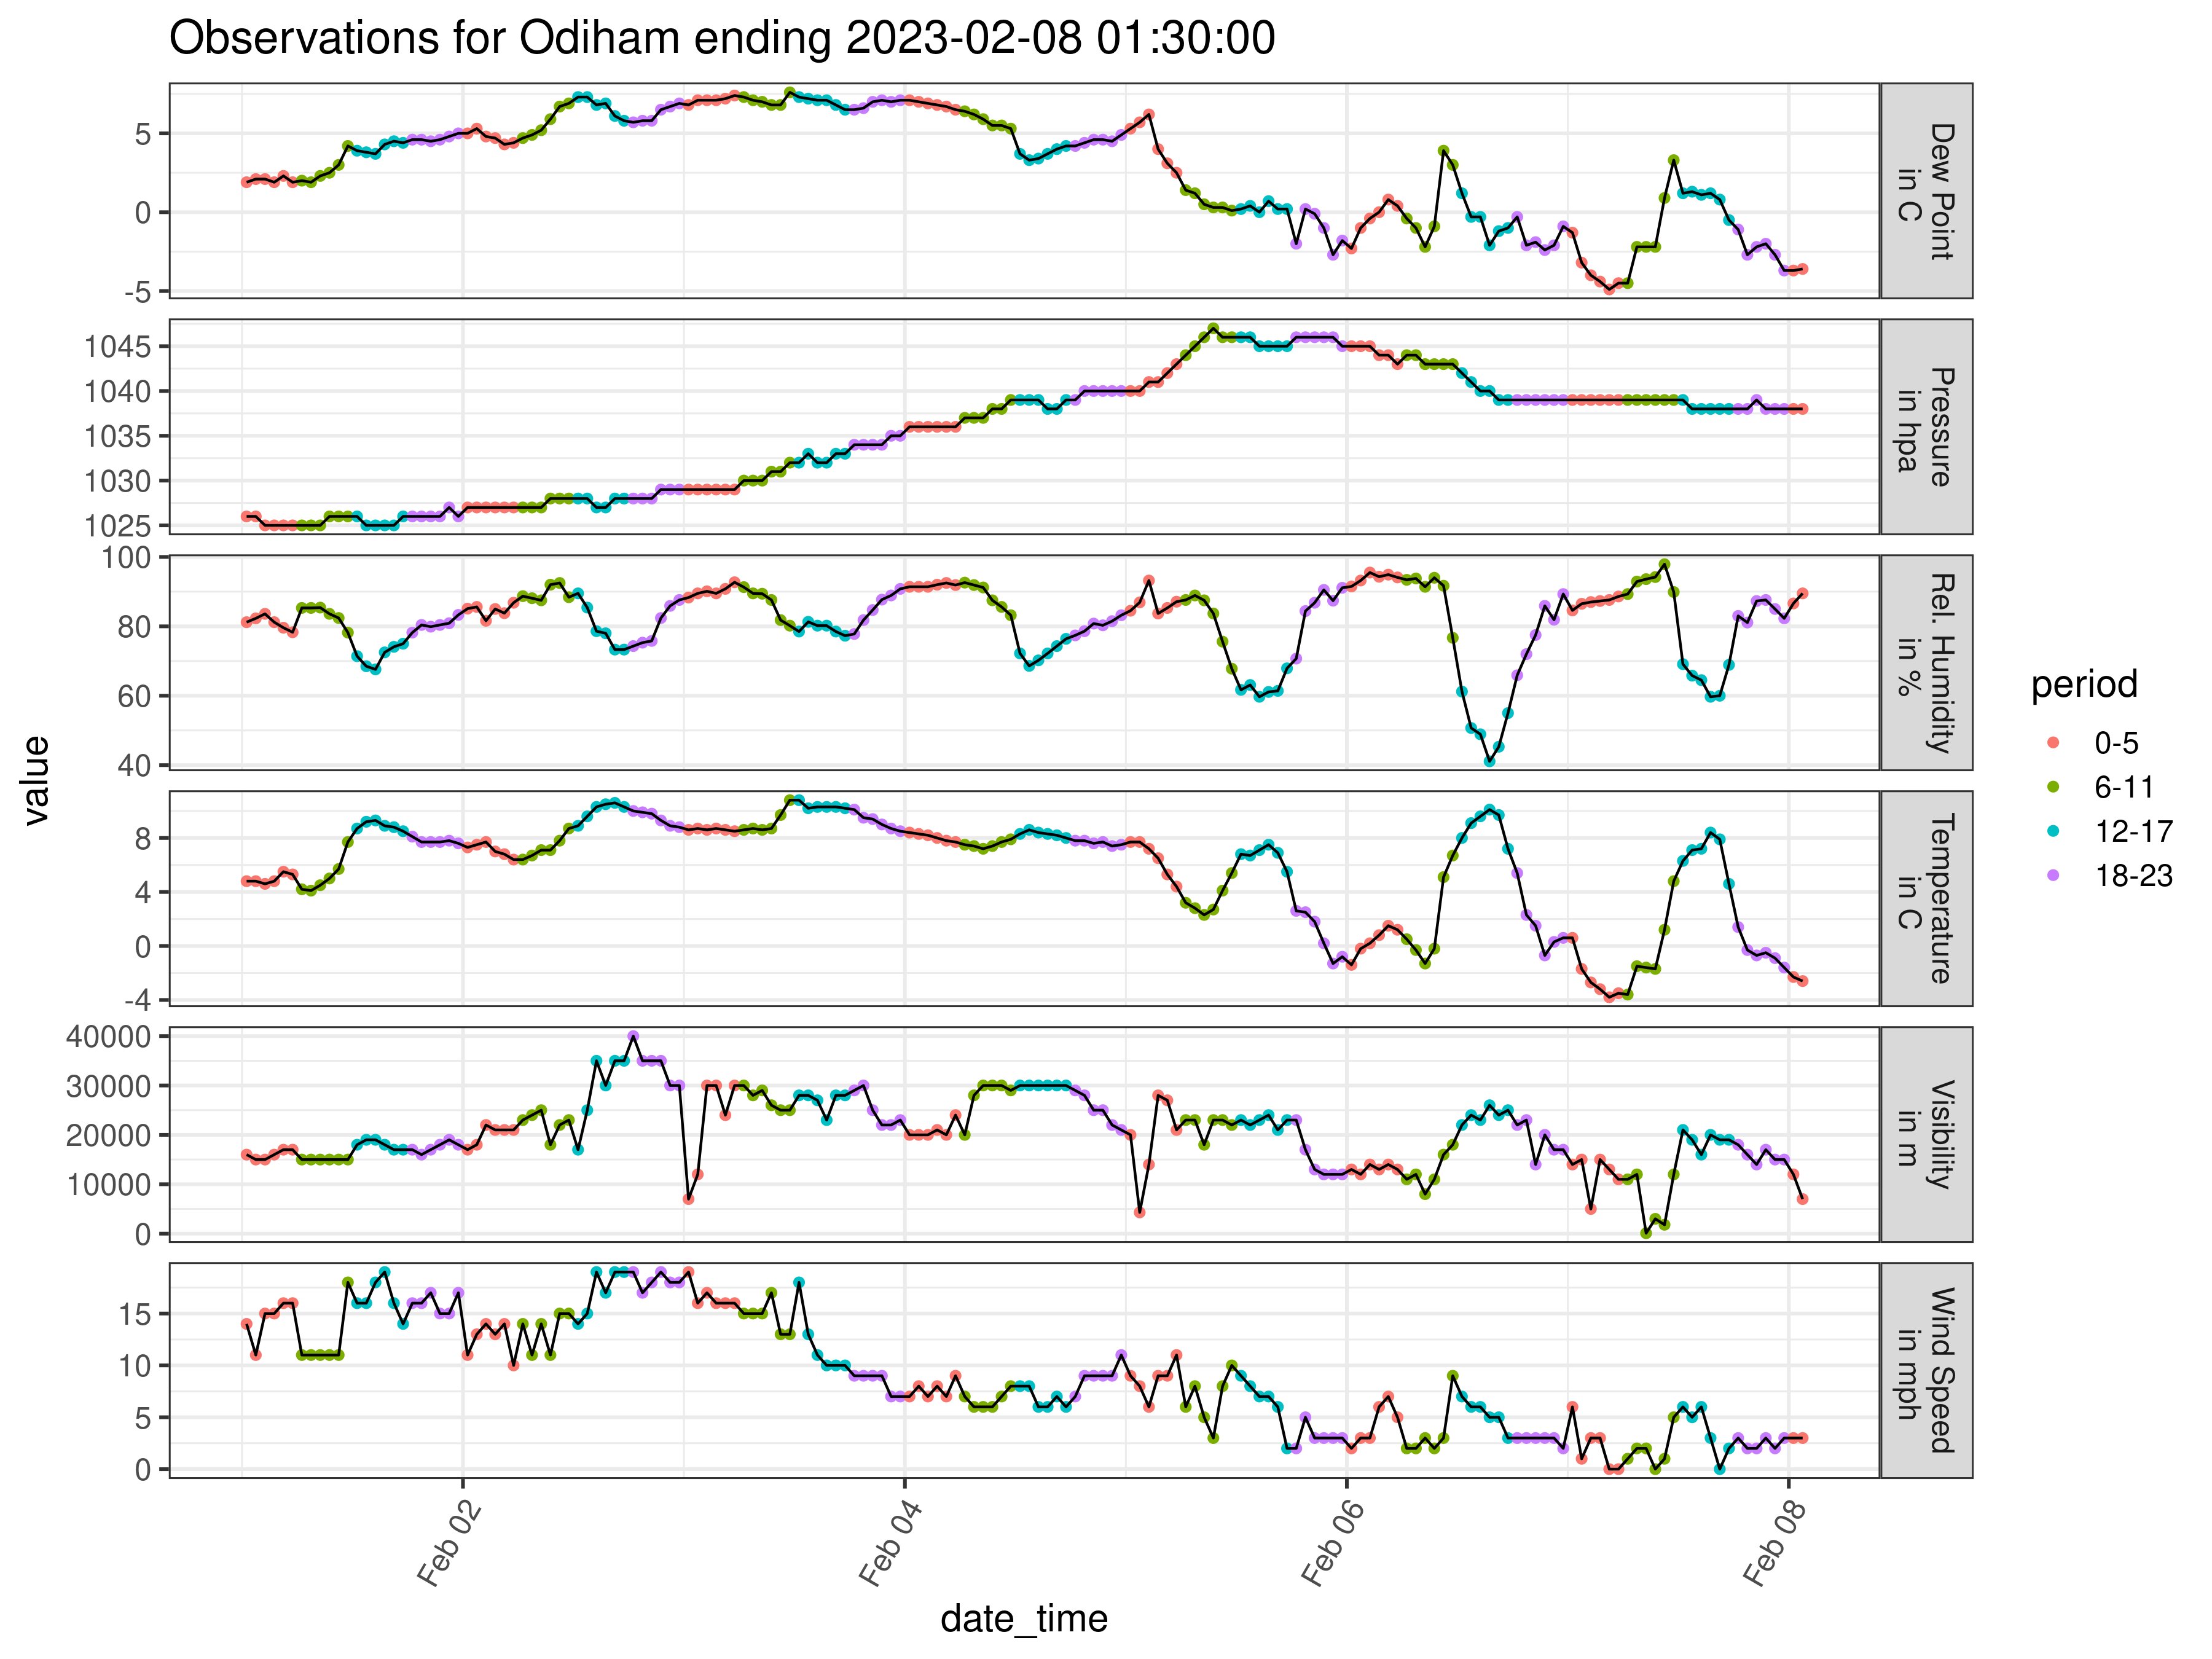 Observations for Odiham ending 2023-02-08 01:30:00
value
5
0
-5
Dew Point
in C
1045
1040
1035
1030
1025
Pressure
in hpa
100
80
60
40
Rel. Humidity
in %
8
4
0
-4
Temperature
in C
40000
30000
20000
10000
0
Visibility
in m
15
10
5
0
Wind Speed
in mph
Feb 02
Feb 04
Feb 06
Feb 08
date_time
period
0-5
6-11
12-17
18-23